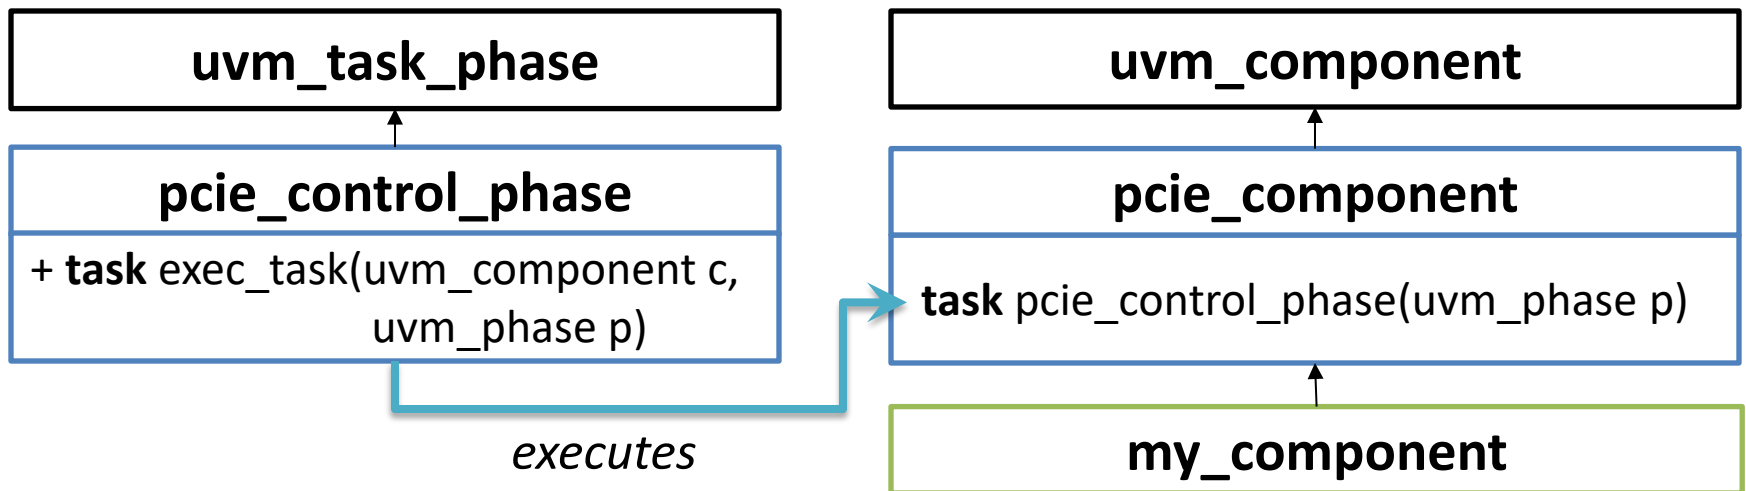 uvm_task_phase
pcie_control_phase
+ task exec_task(uvm_component c,
uvm_phase p)
executes
uvm_component
pcie_component
task pcie_control_phase(uvm_phase p)
my_component